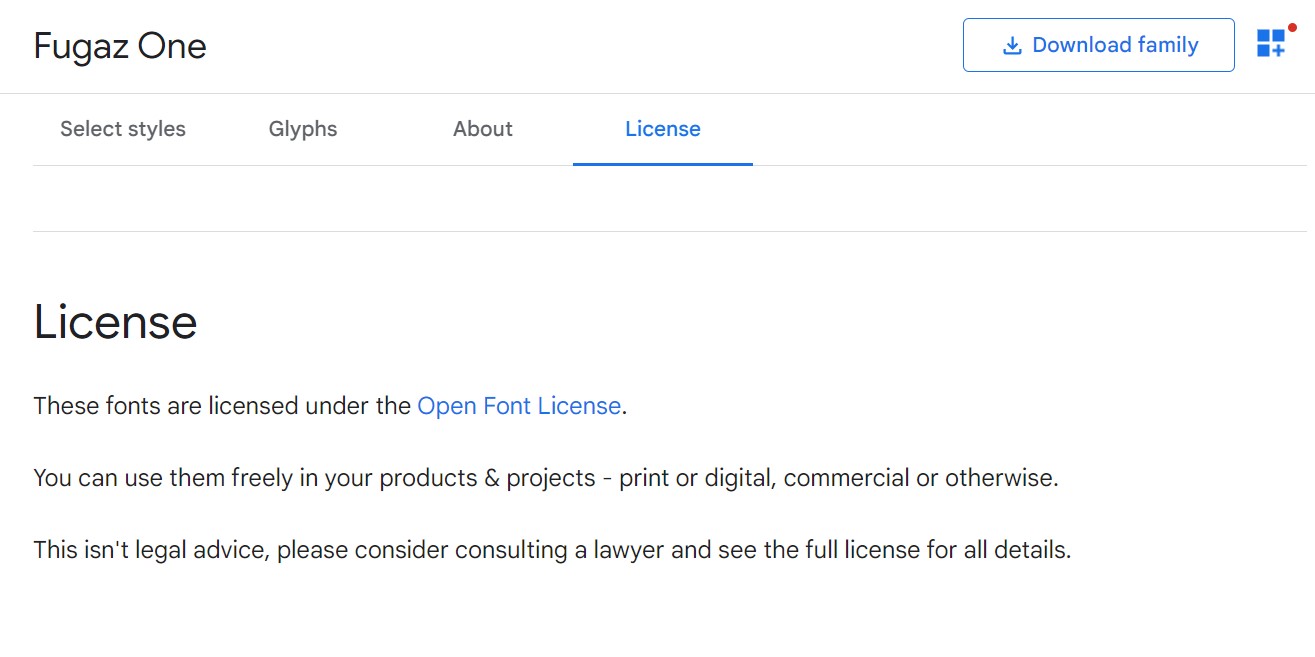 Fugaz One
Download family
Select styles
Glyphs
About
License
License
These fonts are licensed under the Open Font License.
You can use them freely in your products & projects - print or digital, commercial or otherwise.
This isn't legal advice, please consider consulting a lawyer and see the full license for all details.